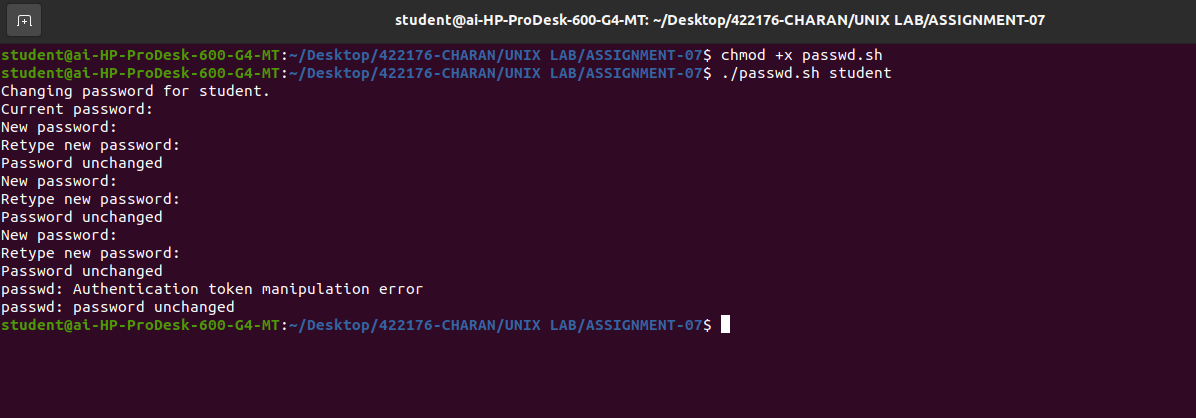 student@ai-HP-ProDesk-600-G4-MT: ~/Desktop/422176-CHARAN/UNIX LAB/ASSIGNMENT-07
student@ai-HP-ProDesk-600-G4-MT:~/Desktop/422176-CHARAN/UNIX LAB/ASSIGNMENT-07$ chmod +x passwd.sh
student@ai-HP-ProDesk-600-G4-MT:~/Desktop/422176-CHARAN/UNIX LAB/ASSIGNMENT-07$ ./passwd.sh student
Changing password for student.
Current password:
New password:
Retype new password:
Password unchanged
New password:
Retype new password:
Password unchanged
New password:
Retype new password:
Password unchanged
passwd: Authentication token manipulation error
passwd: password unchanged
student@ai-HP-ProDesk-600-G4-MT:~/Desktop/422176-CHARAN/UNIX LAB/ASSIGNMENT-07$